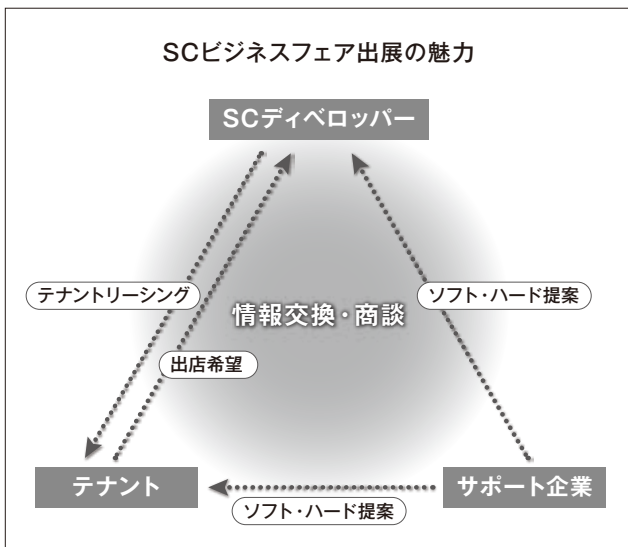 SCビジネスフェア出展の魅力
SCディベロッパー
テナントリーシング
ソフト・ハード提案
情報交換・商談
出店希望
テナント
サポート企業
ソフト・ハード提案